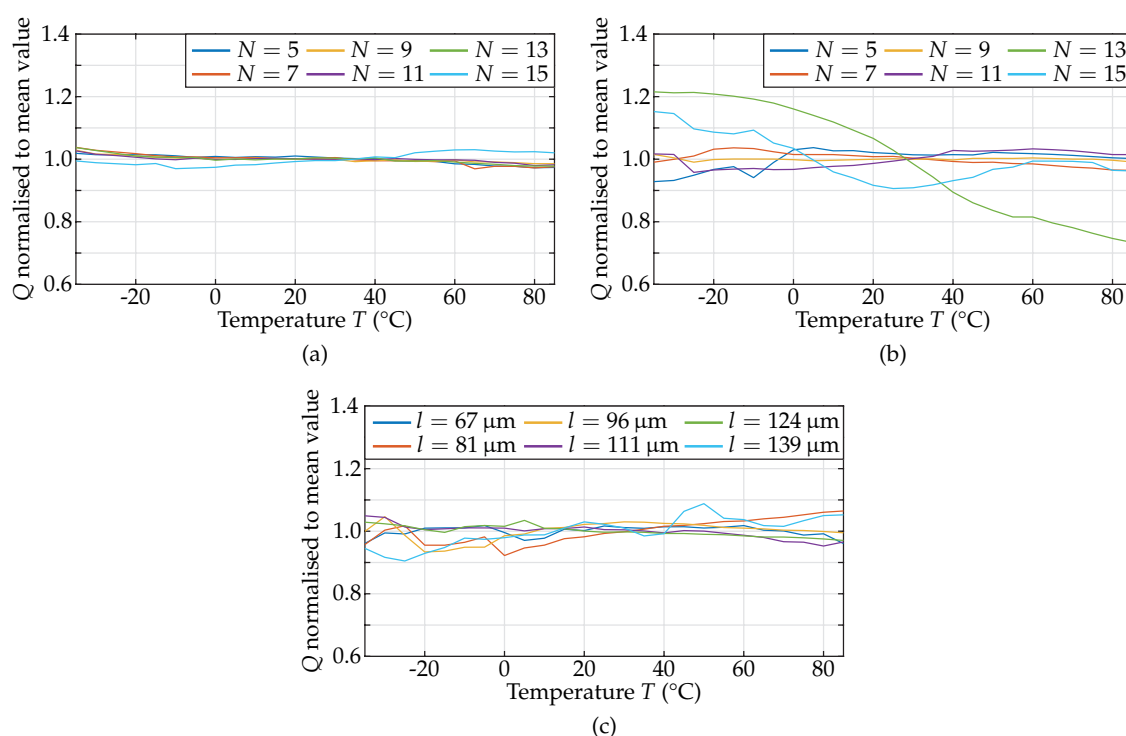 1.4
1.2
1.0
0.8
0.6
Q normalised to mean value
N = 5 N = 9 N = 13
N = 7 N = 11 N = 15
-20 0 20 40 60 80
Temperature T (°C)
(a)
1.4
1.2
1.0
0.8
0.6
Q normalised to mean value
N = 5 N = 9 N = 13
N = 7 N = 11 N = 15
-20 0 20 40 60 80
Temperature T (°C)
(b)
1.4
1.2
1.0
0.8
0.6
Q normalised to mean value
l = 67 µm l = 96 µm l = 124 µm
l = 81 µm l = 111 µm l = 139 µm
-20 0 20 40 60 80
Temperature T (°C)
(c)